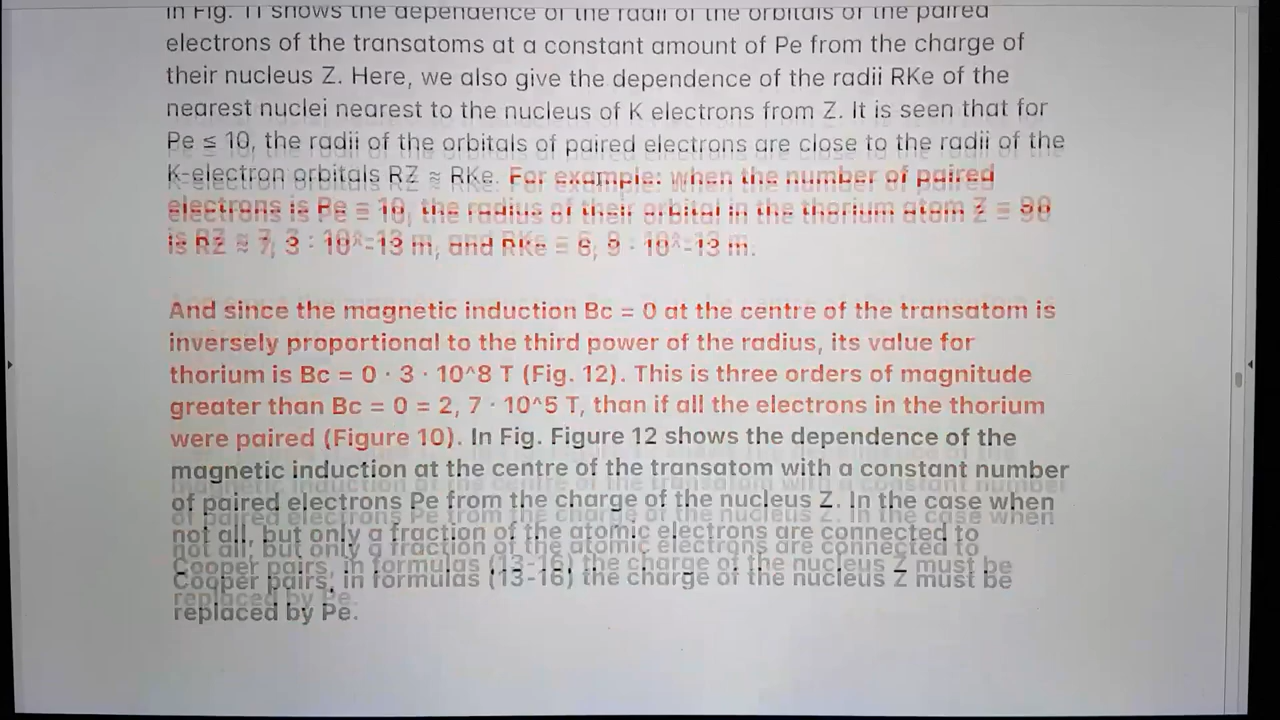 In Fig. 11 shows the dependence of the radii of the orbitals of the paired
electrons of the transatoms at a constant amount of Pe from the charge of
their nucleus Z. Here, we also give the dependence of the radii RKe of the
nearest nuclei nearest to the nucleus of K electrons from Z. It is seen that for
Pe ≤ 10, the radii of the orbitals of paired electrons are close to the radii of the
K-electron orbitals RZ ≈ RKe. For example: when the number of paired
electrons is Pe = 10, the radius of their orbital in the thorium atom Z = 90
is RZ ≈ 7, 3 · 10^-13 m, and RKe = 6, 9 · 10^-13 m.
And since the magnetic induction Bc = 0 at the centre of the transatom is
inversely proportional to the third power of the radius, its value for
thorium is Bc = 0 · 3 · 10^8 T (Fig. 12). This is three orders of magnitude
greater than Bc = 0 = 2, 7 · 10^5 T, than if all the electrons in the thorium
were paired (Figure 10). In Fig. Figure 12 shows the dependence of the
magnetic induction at the centre of the transatom with a constant number
of paired electrons Pe from the charge of the nucleus Z. In the case when
not all, but only a fraction of the atomic electrons are connected to
Cooper pairs, in formulas (13-16) the charge of the nucleus Z must be
replaced by Pe.